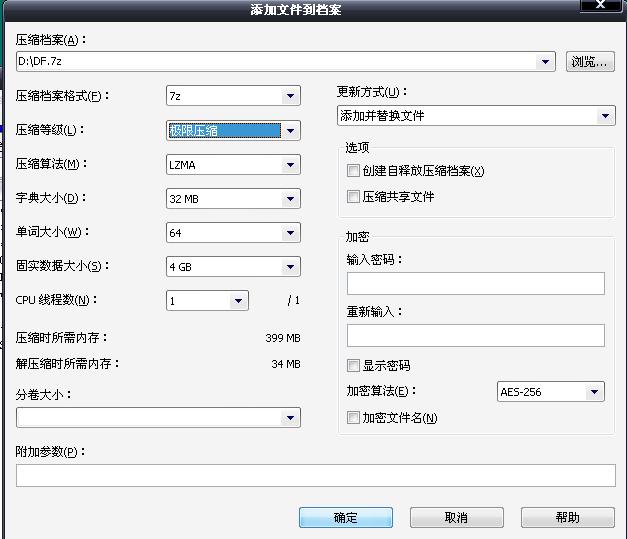 添加文件到档案
压缩档案(A)：
D:\DF.7z
浏览...
压缩档案格式(F)：
7z
压缩等级(L)：
极限压缩
压缩算法(M)：
LZMA
字典大小(D)：
32 MB
单词大小(W)：
64
固实数据大小(S)：
4 GB
CPU 线程数(N)：
1
/ 1
压缩时所需内存：
399 MB
解压缩时所需内存：
34 MB
分卷大小：
更新方式(U)：
添加并替换文件
选项
创建自释放压缩档案(X)
压缩共享文件
加密
输入密码：
重新输入：
显示密码
加密算法(E)：
AES-256
加密文件名(N)
附加参数(P)：
确定
取消
帮助